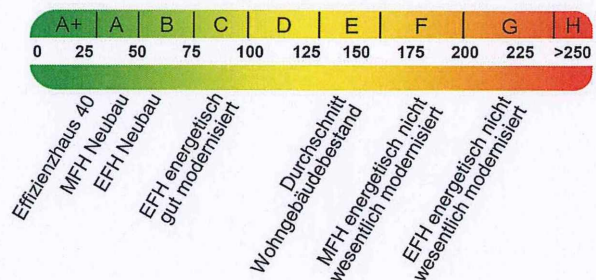 A+ A B C D E F G H
0 25 50 75 100 125 150 175 200 225 >250
Effizienzhaus 40
MFH Neubau
EFH Neubau
EFH energetisch
gut modernisiert
Durchschnitt
Wohngebäudebestand
MFH energetisch nicht
wesentlich modernisiert
EFH energetisch nicht
wesentlich modernisiert